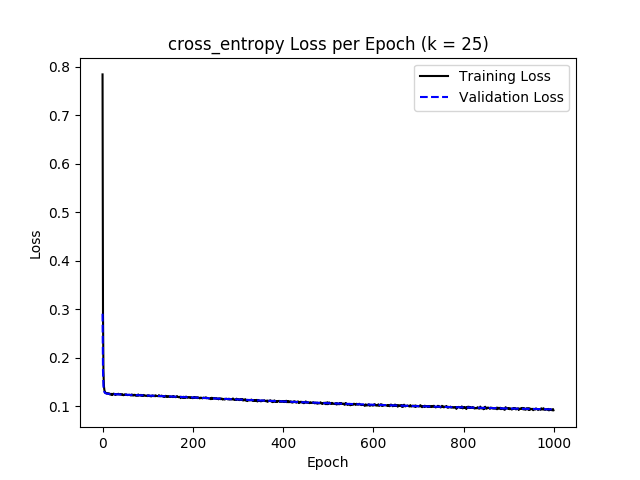 cross_entropy Loss per Epoch (k = 25)
Training Loss
Validation Loss
0.8
0.7
0.6
0.5
0.4
0.3
0.2
0.1
Loss
0 200 400 600 800 1000
Epoch